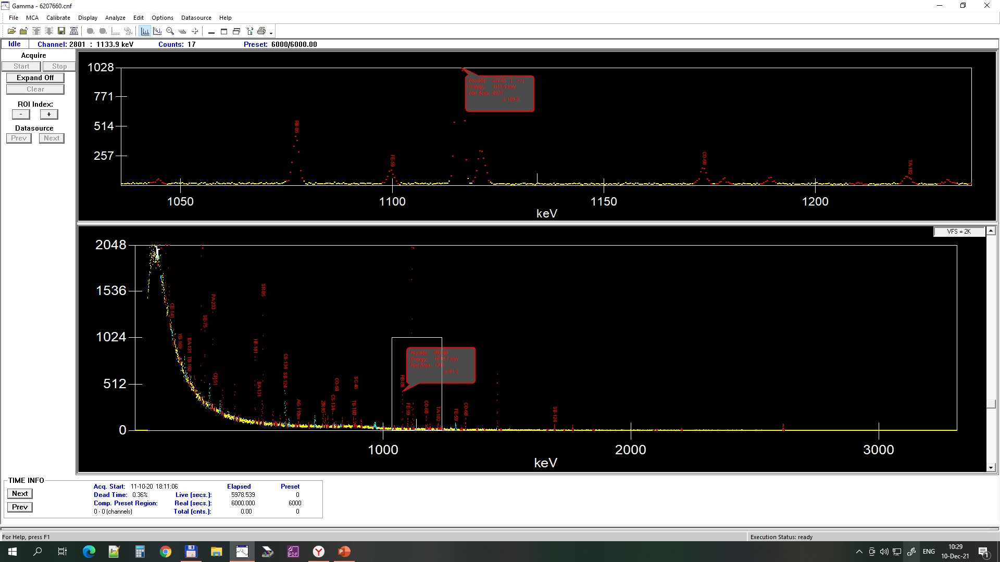 Gamma - 6207660.cnf
File MCA Calibrate Display Analyze Edit Options Datasource Help
Idle Channel: 2801 : 1133.9 keV Counts: 17 Preset: 6000/6000.00
Acquire
Start Stop
Expand Off
Clear
ROI Index:
- +
Datasource
Prev Next
1028
771
514
257
RB-86
FE-59
CO-60
TA-182
Nuclide:
Energy:
Net Area:
1050 1100 1150 1200
keV
VFS = 2K
2048
1536
1024
512
0
CE-141
YB-169
BA-131
TB-160
SE-75
PA-233
CR-51
HF-181
BA-131
SR-85
CS-134
SB-124
AG-110m
ZR-95
CS-134
CO-58
TB-160
SC-46
RB-86
FE-59
CO-60
TA-182
FE-59
CO-60
SB-124
Nuclide: RB-86
Energy:
Net Area:
1000 2000 3000
keV
TIME INFO
Next
Prev
Acq. Start: 11-10-20 18:11:06 Elapsed Preset
Dead Time: 0.36% Live (secs.): 5978.539 0
Comp. Preset Region: Real (secs.): 6000.000 6000
0 - 0 (channels) Total (cnts.): 0.00 0
For Help, press F1 Execution Status: ready
ENG
10:29
10-Dec-21